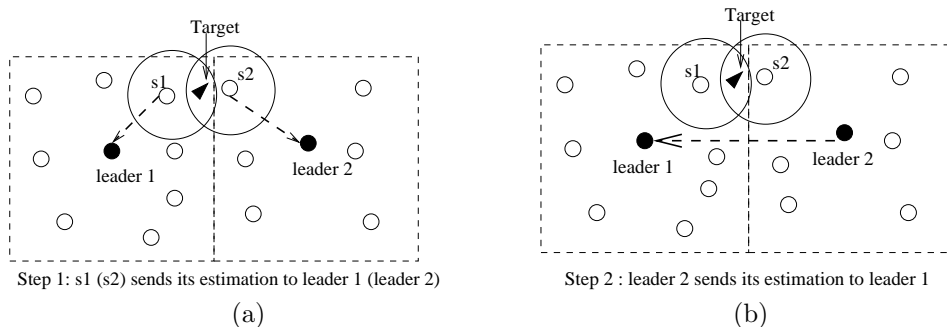 Target
s1
s2
leader 1
leader 2
Step 1: s1 (s2) sends its estimation to leader 1 (leader 2)
(a)
Target
s1
s2
leader 1
leader 2
Step 2 : leader 2 sends its estimation to leader 1
(b)